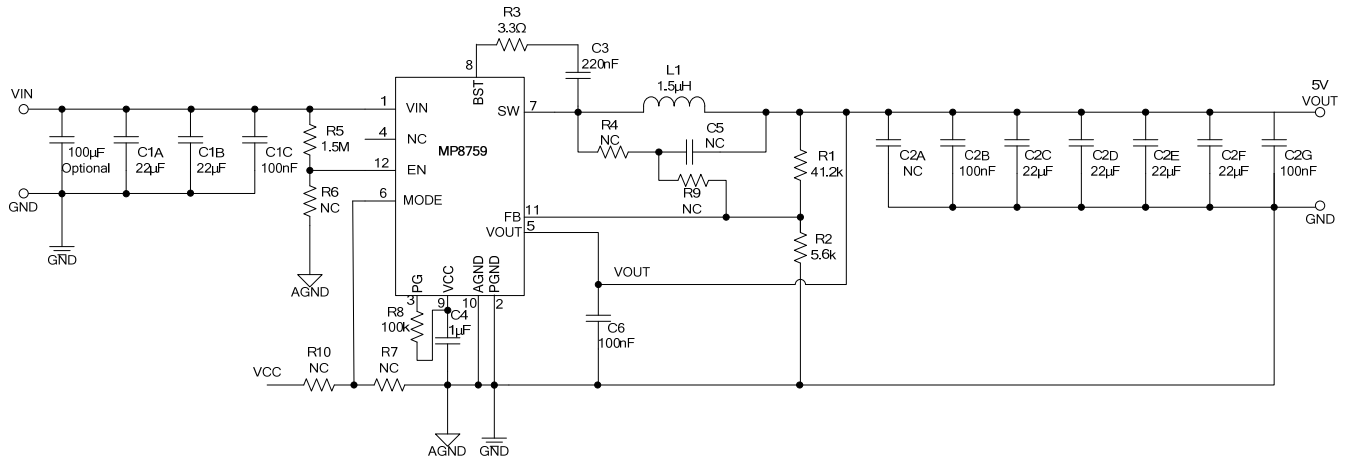 R3
3.3Ω
C3
220nF
8
BST
L1
1.5μH
5V
VOUT
VIN
1
VIN
SW
7
4
NC
MP8759
12
EN
6
MODE
R5
1.5M
R6
NC
100μF
Optional
C1A
22μF
C1B
22μF
C1C
100nF
R4
NC
C5
NC
R9
NC
R1
41.2k
C2A
NC
C2B
100nF
C2C
22μF
C2D
22μF
C2E
22μF
C2F
22μF
C2G
100nF
GND
GND
FB
11
VOUT
5
R2
5.6k
GND
AGND
PG
VCC
AGND
PGND
3
9
10
2
VOUT
R8
100k
C4
1μF
C6
100nF
VCC
R10
NC
R7
NC
AGND
GND